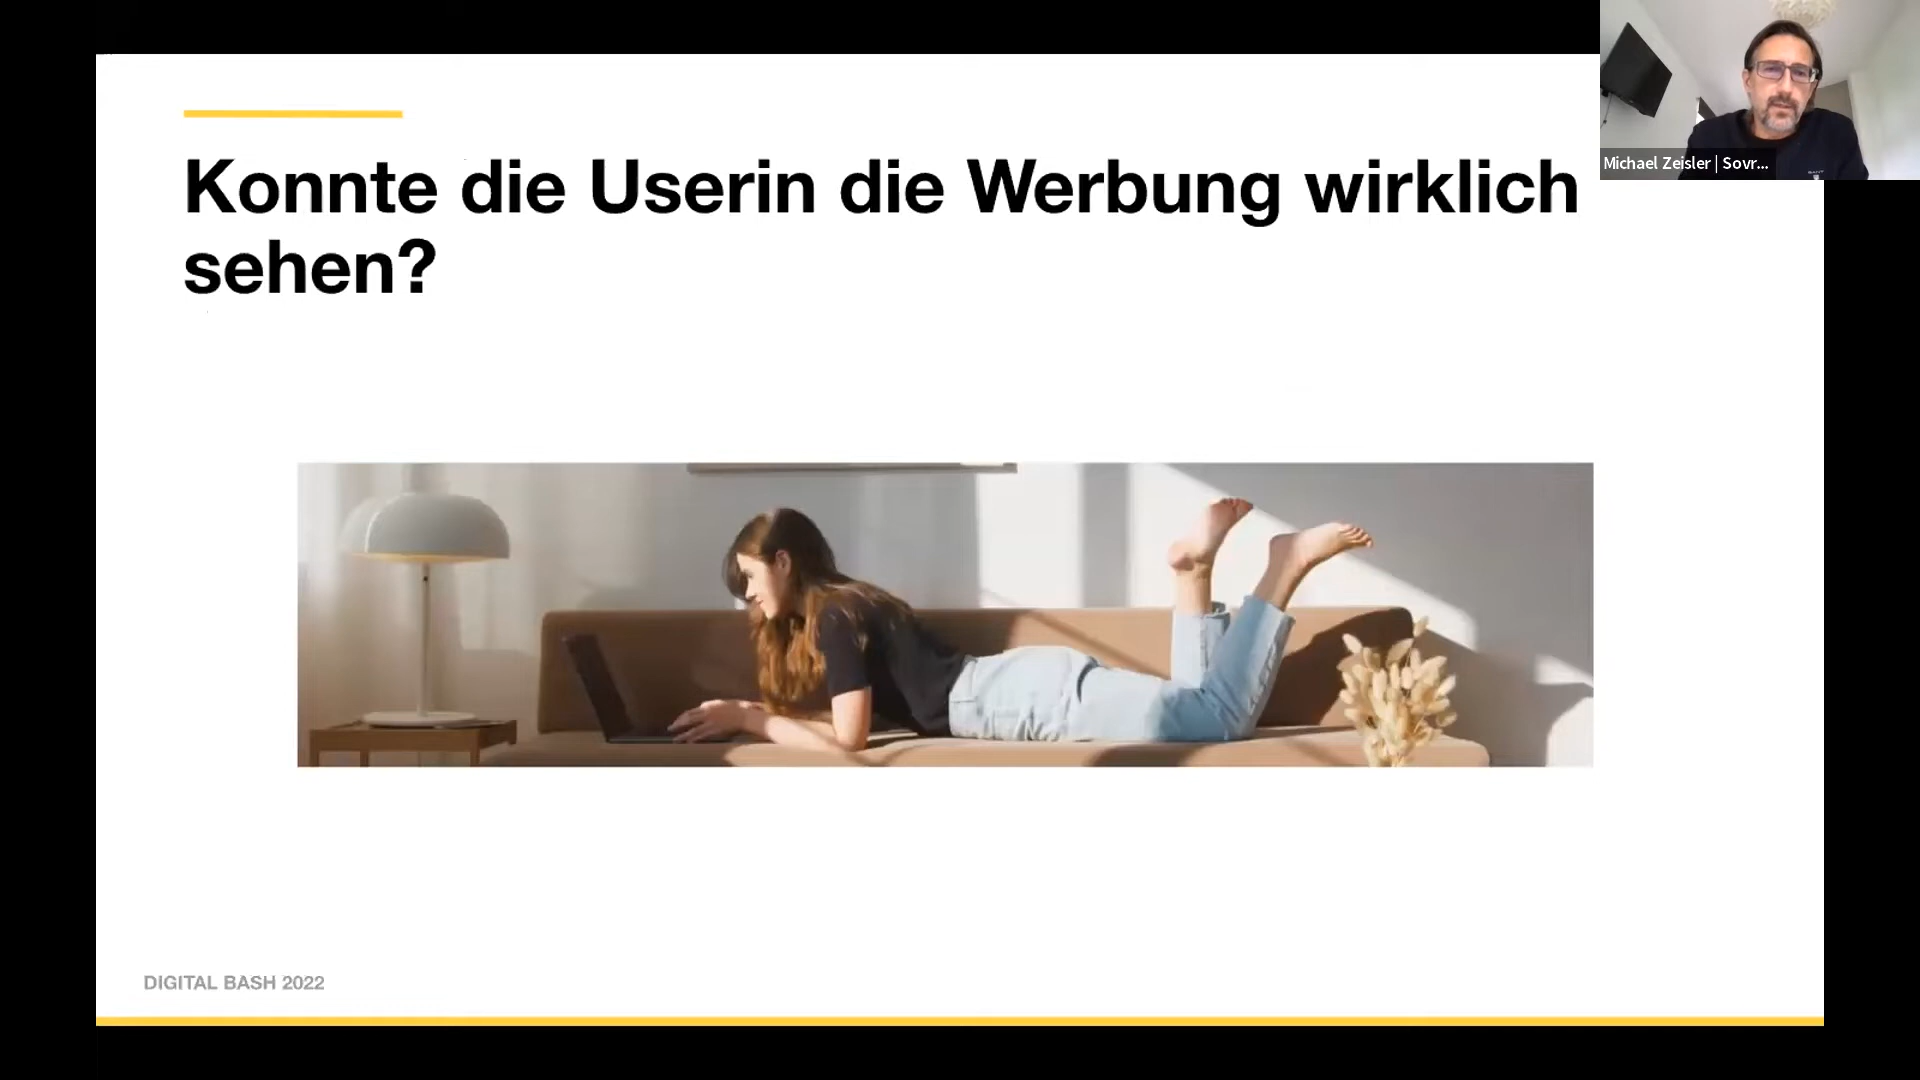 Konnte die Userin die Werbung wirklich
sehen?
Michael Zeisler | Sovr...
DIGITAL BASH 2022